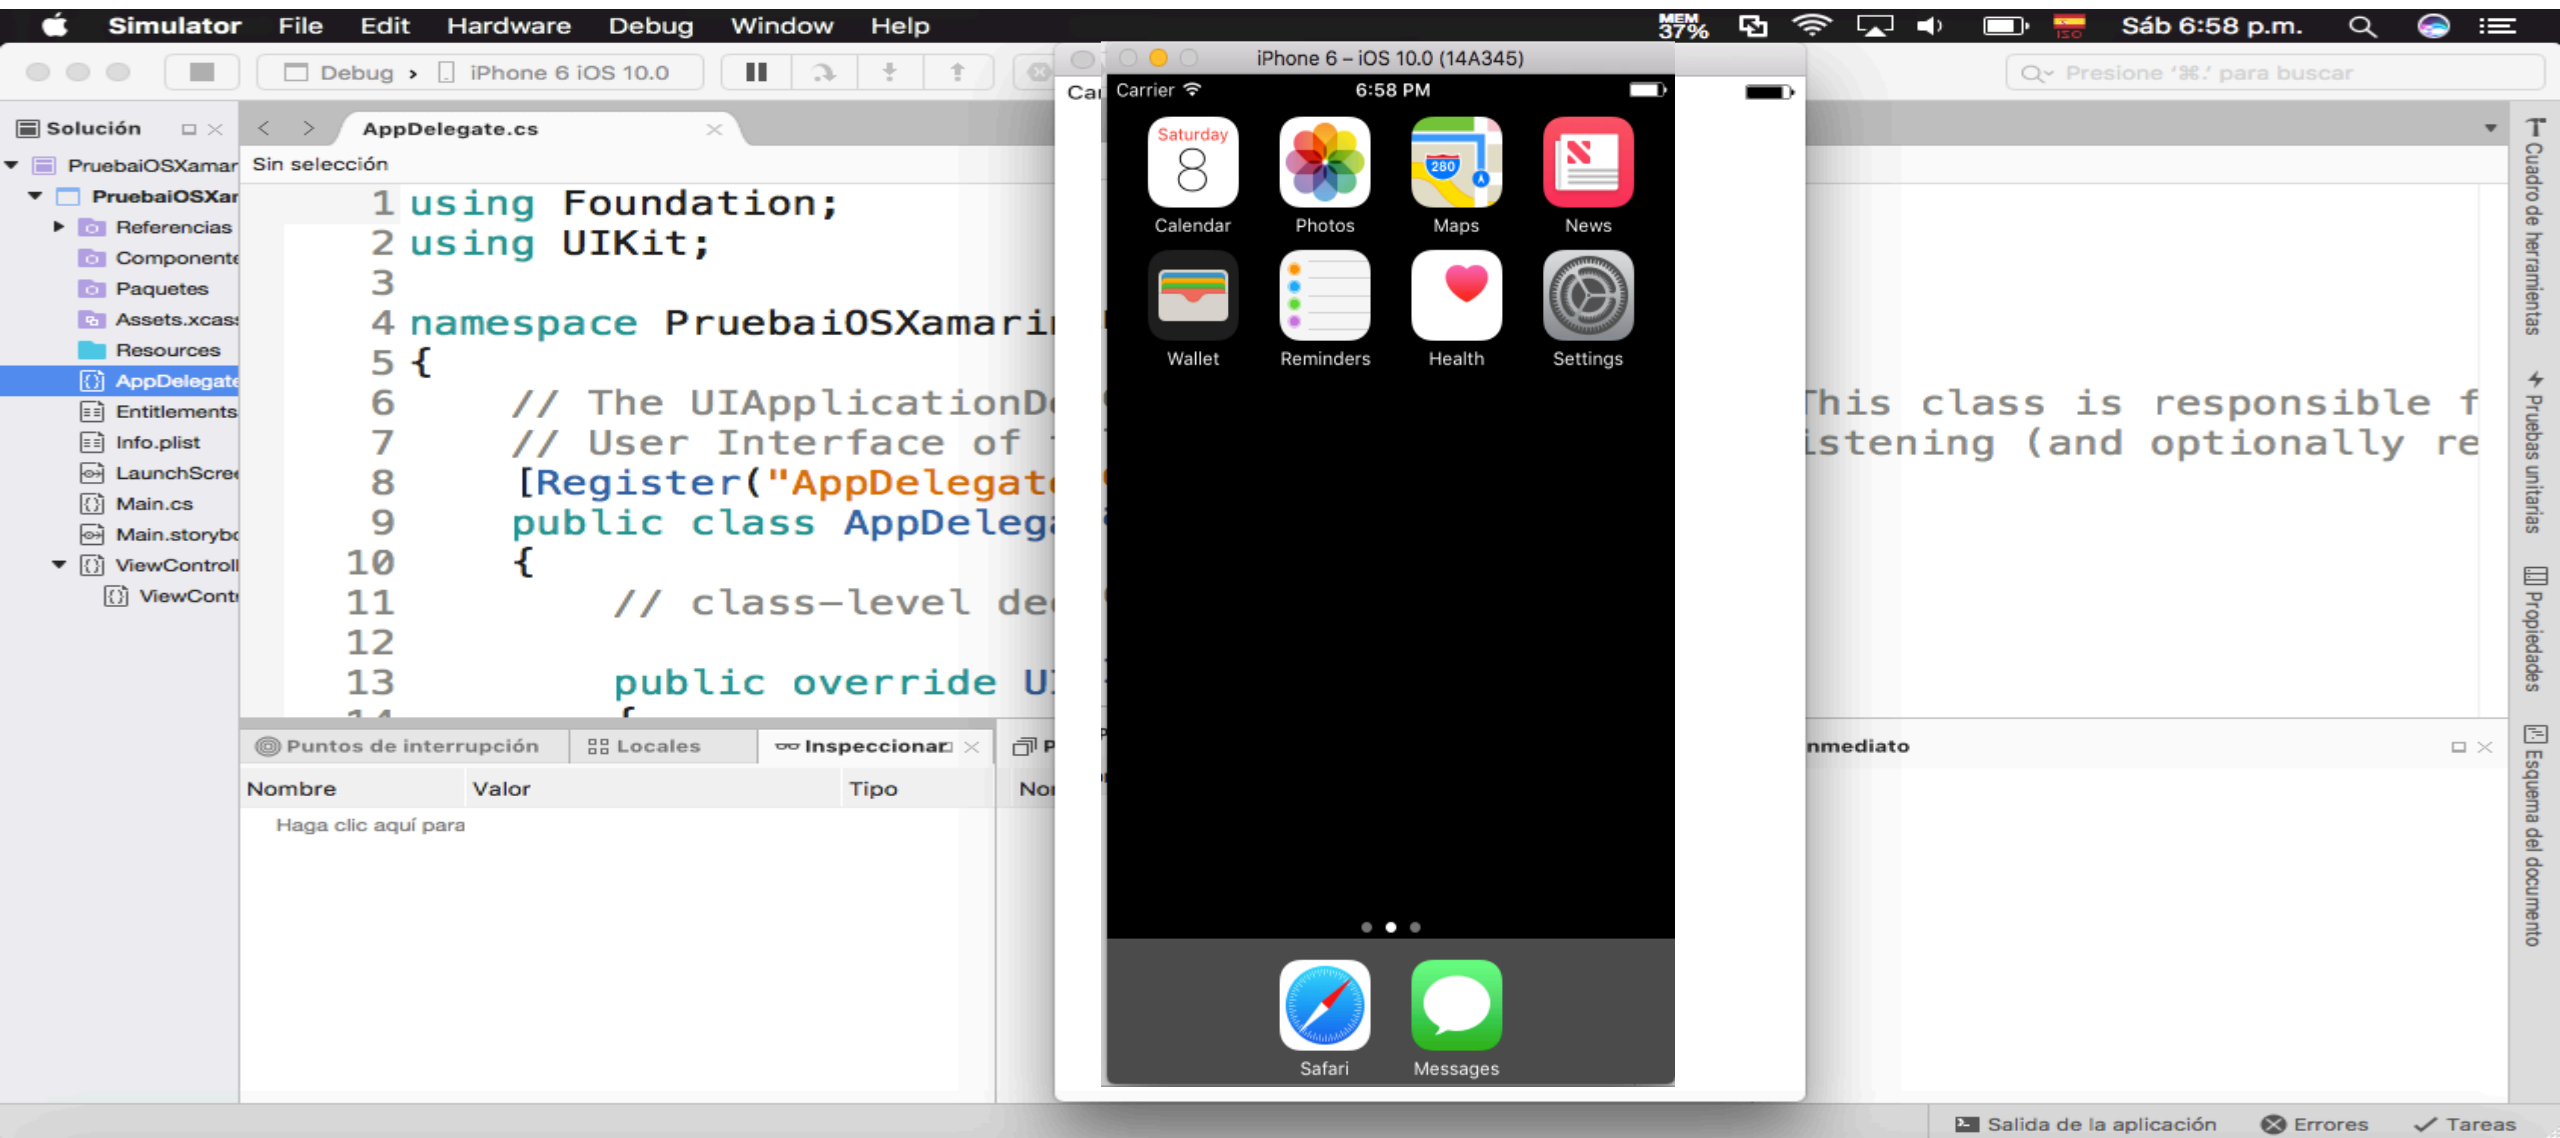 Simulator File Edit Hardware Debug Window Help MEM 37% ISO Sáb 6:58 p.m.
Debug › iPhone 6 iOS 10.0
Presione '⌘.' para buscar
iPhone 6 – iOS 10.0 (14A345)
Carrier 6:58 PM
Solución
AppDelegate.cs
Sin selección
PruebaiOSXamar
PruebaiOSXar
Referencias
Componente
Paquetes
Assets.xcass
Resources
AppDelegate
Entitlements
Info.plist
LaunchScree
Main.cs
Main.storybo
ViewControll
ViewContr
1 using Foundation;
2 using UIKit;
3
4 namespace PruebaiOSXamarin
5 {
6 // The UIApplicationDe This class is responsible f
7 // User Interface of istening (and optionally re
8 [Register("AppDelegate
9 public class AppDelega
10 {
11 // class-level dec
12
13 public override UI
14 {
Saturday
8
Calendar
Photos
280
Maps
News
Wallet
Reminders
Health
Settings
Safari
Messages
Puntos de interrupción
Locales
Inspeccionar
nmediato
Nombre Valor Tipo
Haga clic aquí para
Cuadro de herramientas
Pruebas unitarias
Propiedades
Esquema del documento
Salida de la aplicación Errores Tareas